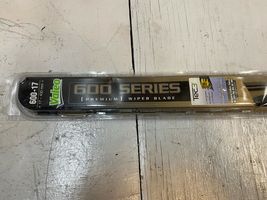 600-17
Valeo
600 SERIES
[PREMIUM] WIPER BLADE